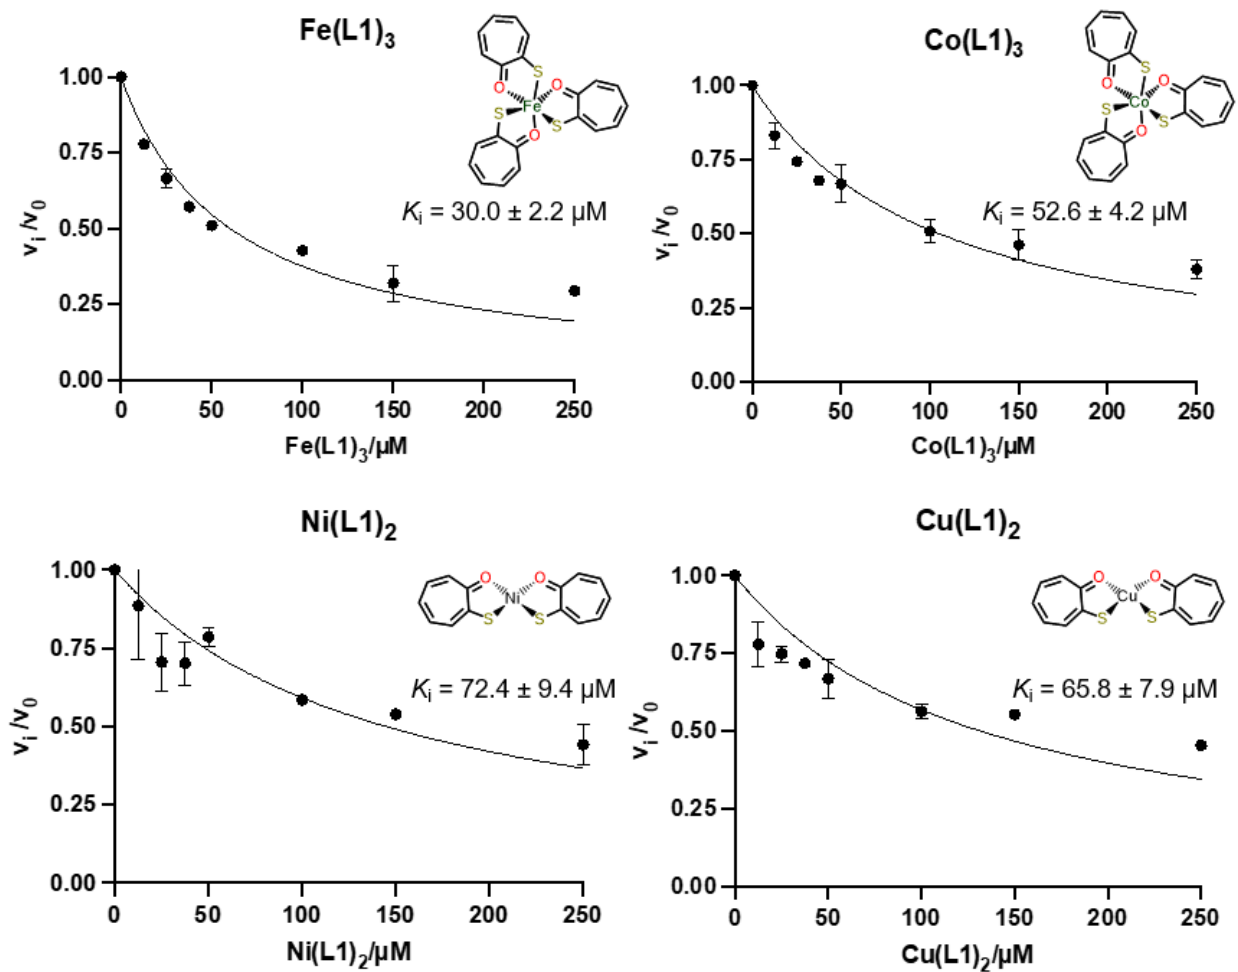 Fe(L1)3
S
O
O
S
Fe
S
O
Ki = 30.0 ± 2.2 µM
vi /v0
1.00
0.75
0.50
0.25
0.00
0 50 100 150 200 250
Fe(L1)3/µM
Co(L1)3
S
O
O
S
Co
S
O
Ki = 52.6 ± 4.2 µM
vi /v0
1.00
0.75
0.50
0.25
0.00
0 50 100 150 200 250
Co(L1)3/µM
Ni(L1)2
O O
Ni
S S
Ki = 72.4 ± 9.4 µM
vi /v0
1.00
0.75
0.50
0.25
0.00
0 50 100 150 200 250
Ni(L1)2/µM
Cu(L1)2
O O
Cu
S S
Ki = 65.8 ± 7.9 µM
vi /v0
1.00
0.75
0.50
0.25
0.00
0 50 100 150 200 250
Cu(L1)2/µM